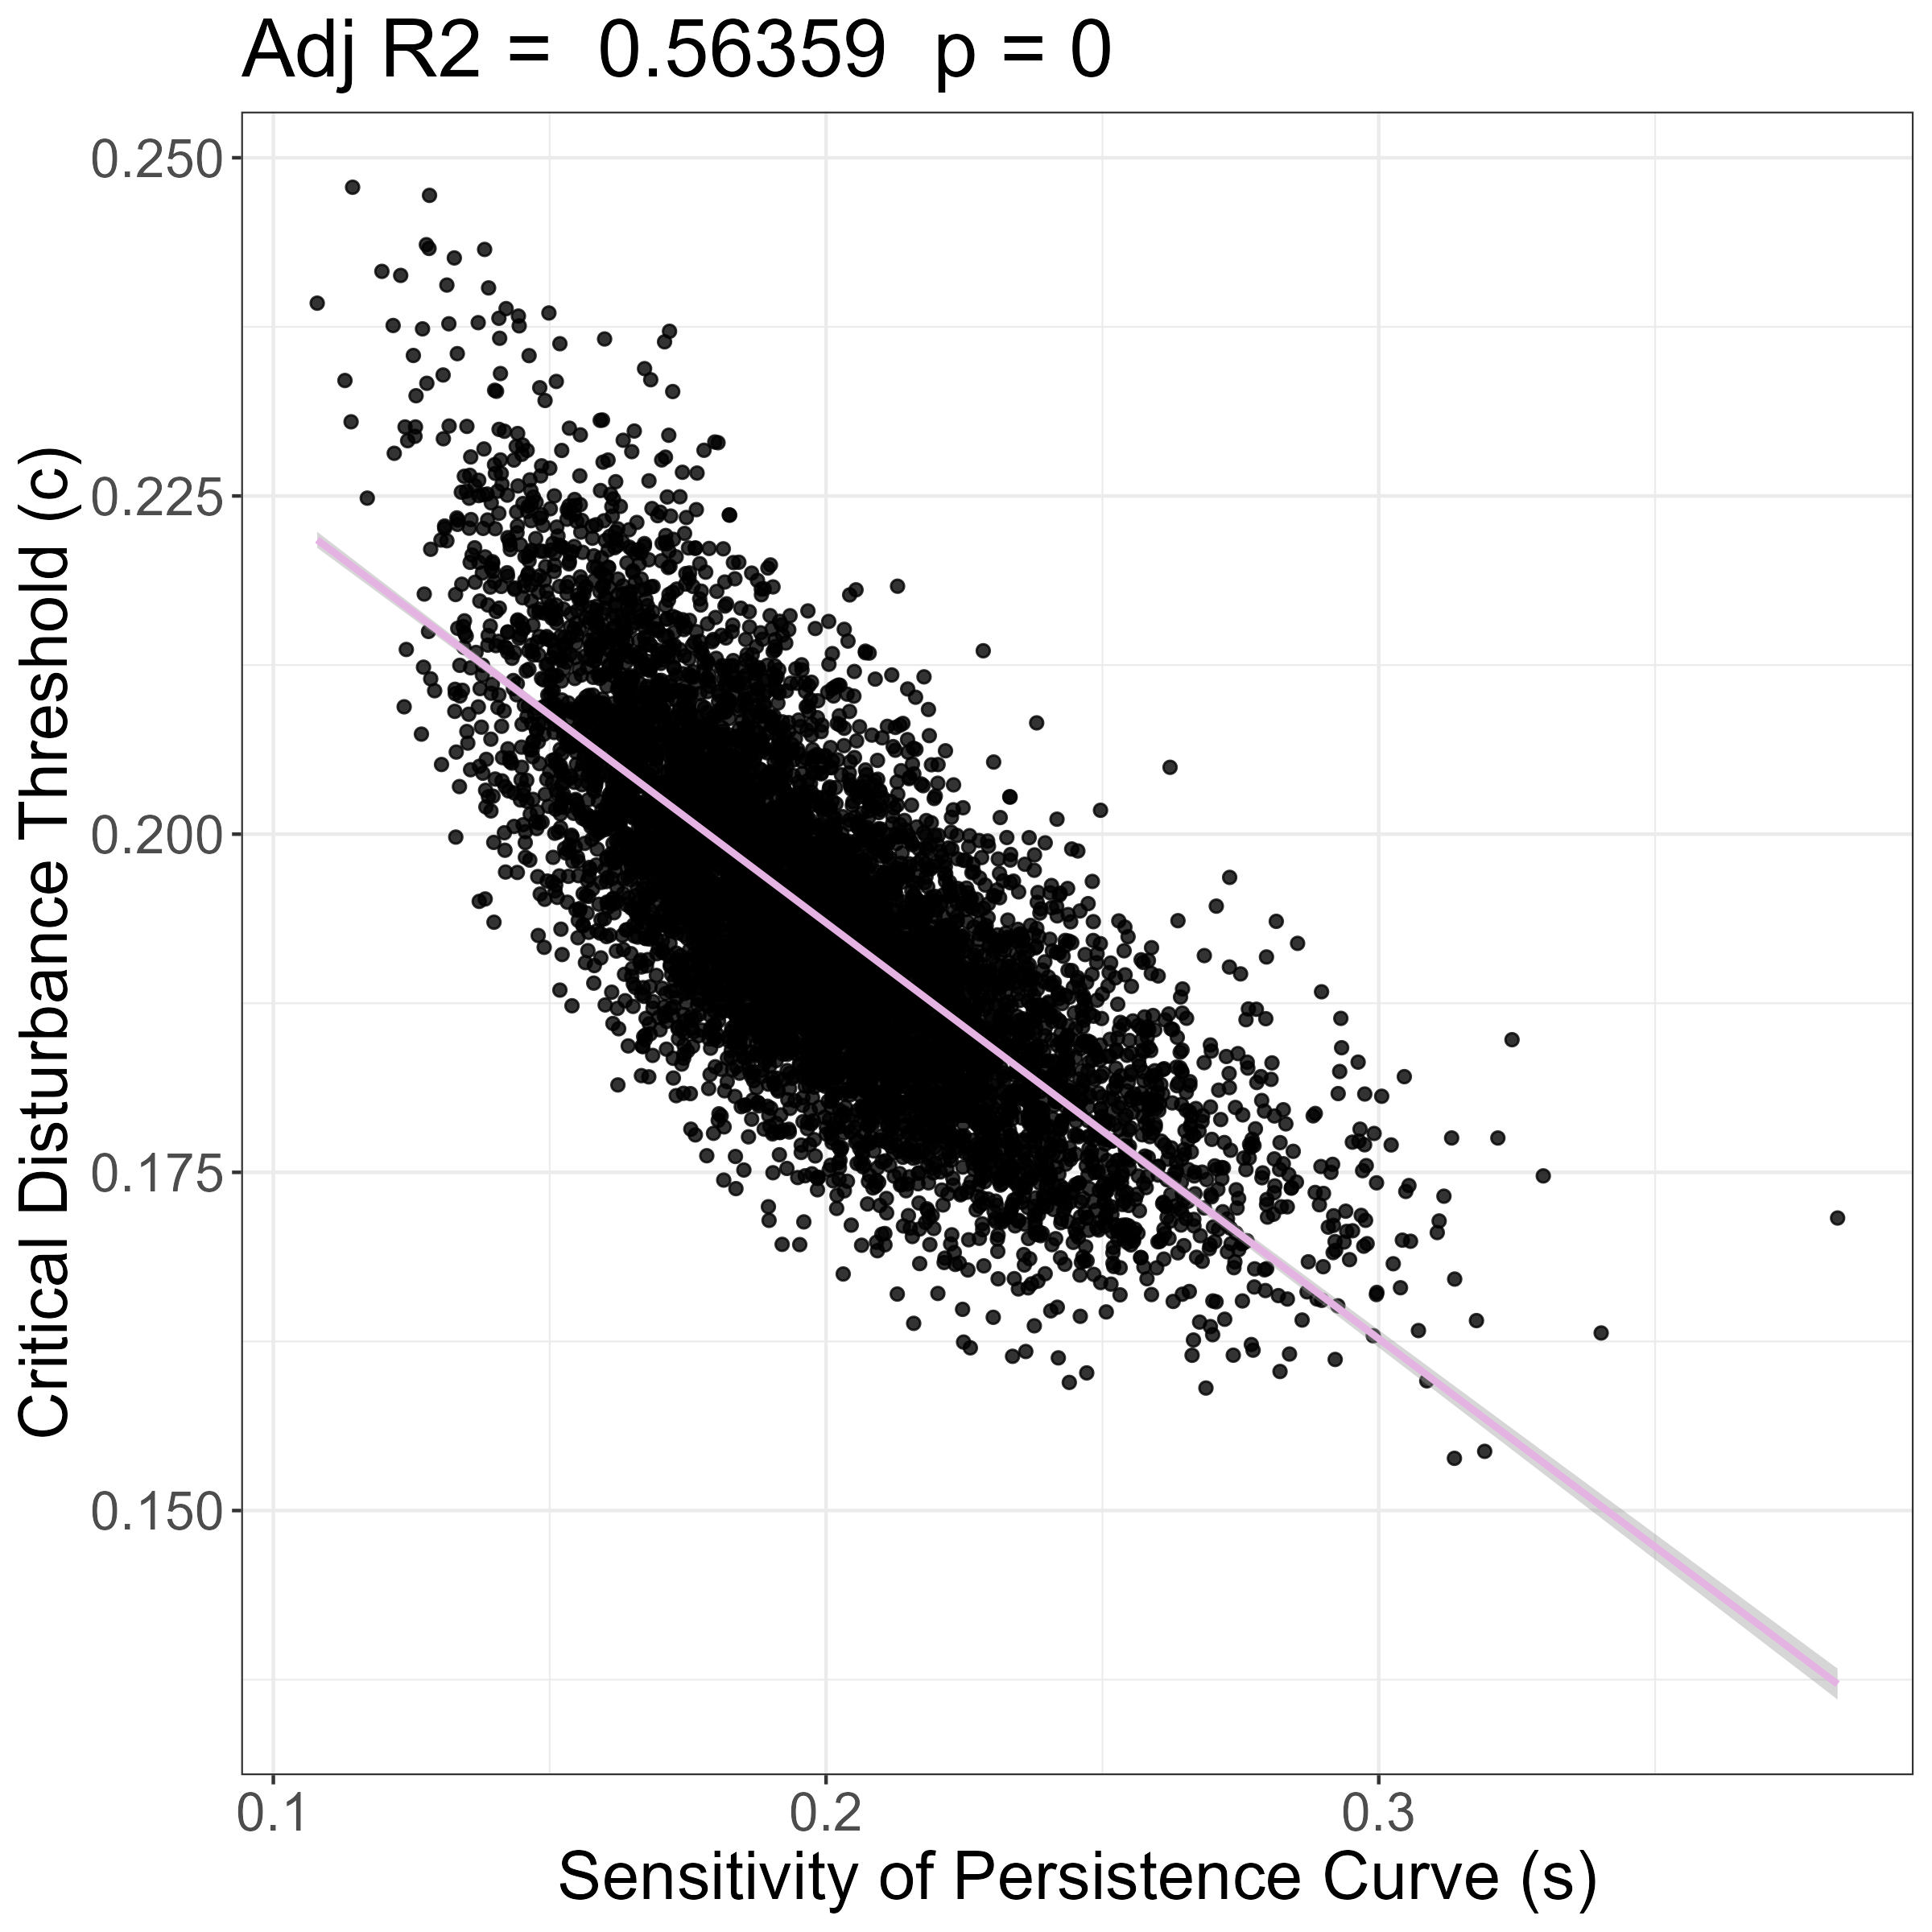 Adj R2 =  0.56359  p = 0
Critical Disturbance Threshold (c)
0.250
0.225
0.200
0.175
0.150
0.1
0.2
0.3
Sensitivity of Persistence Curve (s)